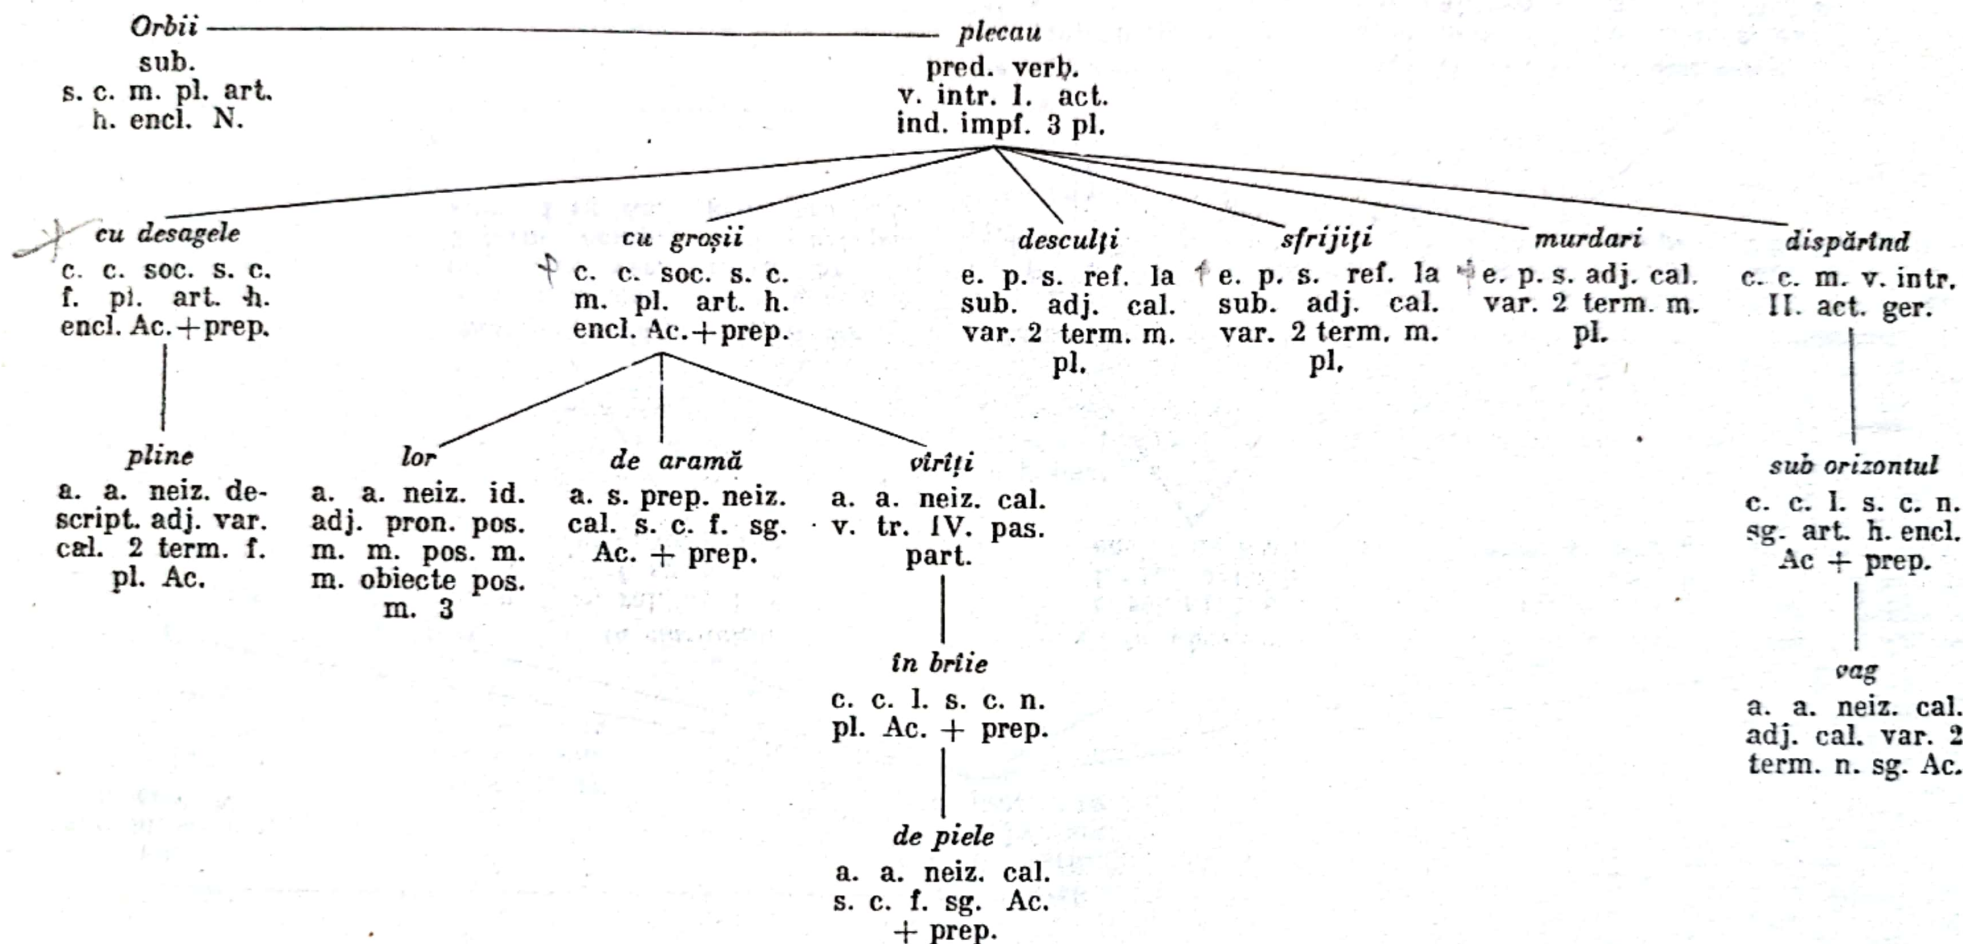 Orbii
plecau
sub.
s. c. m. pl. art.
h. encl. N.
pred. verb.
v. intr. I. act.
ind. impf. 3 pl.
cu desagele
c. c. soc. s. c.
f. pl. art. h.
encl. Ac.+prep.
cu groșii
c. c. soc. s. c.
m. pl. art. h.
encl. Ac.+prep.
desculți
e. p. s. ref. la
sub. adj. cal.
var. 2 term. m.
pl.
sfrijiți
e. p. s. ref. la
sub. adj. cal.
var. 2 term. m.
pl.
murdari
e. p. s. adj. cal.
var. 2 term. m.
pl.
dispărînd
c. c. m. v. intr.
II. act. ger.
pline
a. a. neiz. de-
script. adj. var.
cal. 2 term. f.
pl. Ac.
lor
a. a. neiz. id.
adj. pron. pos.
m. m. pos. m.
m. obiecte pos.
m. 3
de aramă
a. s. prep. neiz.
cal. s. c. f. sg.
Ac. + prep.
vîrîți
a. a. neiz. cal.
v. tr. IV. pas.
part.
sub orizontul
c. c. l. s. c. n.
sg. art. h. encl.
Ac + prep.
în brîie
c. c. l. s. c. n.
pl. Ac. + prep.
vag
a. a. neiz. cal.
adj. cal. var. 2
term. n. sg. Ac.
de piele
a. a. neiz. cal.
s. c. f. sg. Ac.
+ prep.